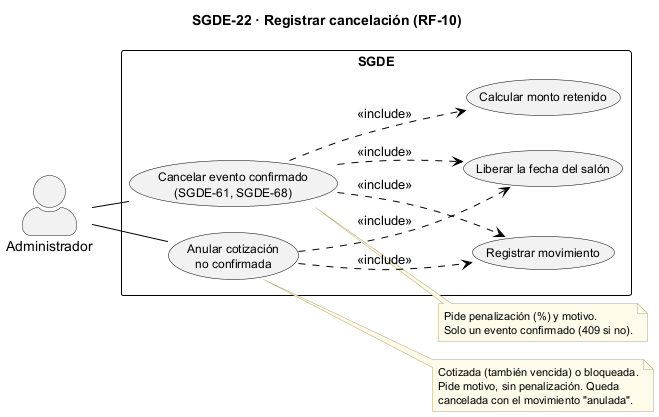 SGDE-22 · Registrar cancelación (RF-10)
SGDE
Calcular monto retenido
«include»
«include»
Cancelar evento confirmado
(SGDE-61, SGDE-68)
Liberar la fecha del salón
«include»
«include»
Administrador
Anular cotización
no confirmada
Registrar movimiento
«include»
Pide penalización (%) y motivo.
Solo un evento confirmado (409 si no).
Cotizada (también vencida) o bloqueada.
Pide motivo, sin penalización. Queda
cancelada con el movimiento "anulada".